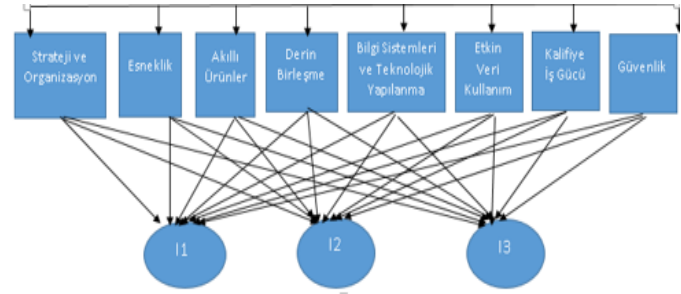 Strateji ve
Organizasyon
Esneklik
Akıllı
Ürünler
Derin
Birleşme
Bilgi Sistemleri
ve Teknolojik
Yapılanma
Etkin
Veri
Kullanım
Kalifiye
İş Gücü
Güvenlik
I1
I2
I3